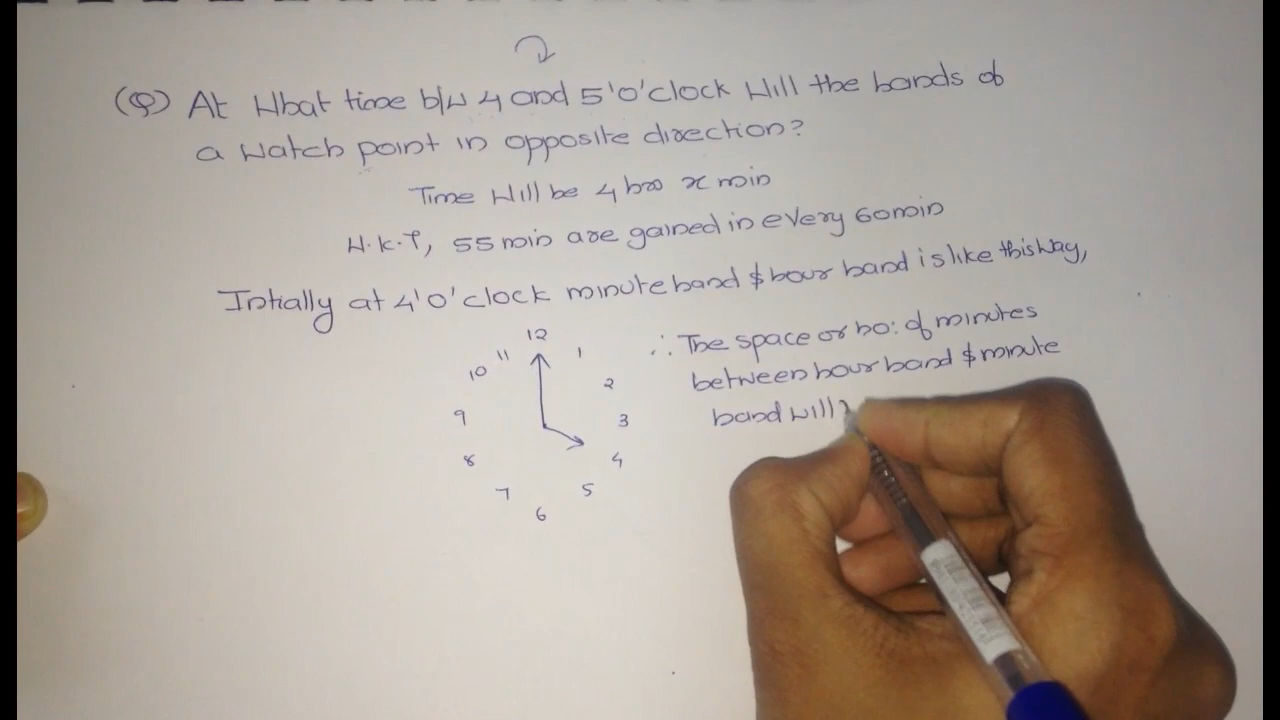 (Q) At What time b/w 4 and 5'o'clock Will the hands of
a Watch point in opposite direction?
Time Will be 4 hrs x min
W.K.T, 55 min are gained in every 60 min
Initially at 4'o'clock minute hand & hour hand is like this Way,
12
11 1
10 2
9 3
8 4
7 5
6
∴ The space or no: of minutes
between hour hand & minute
hand will